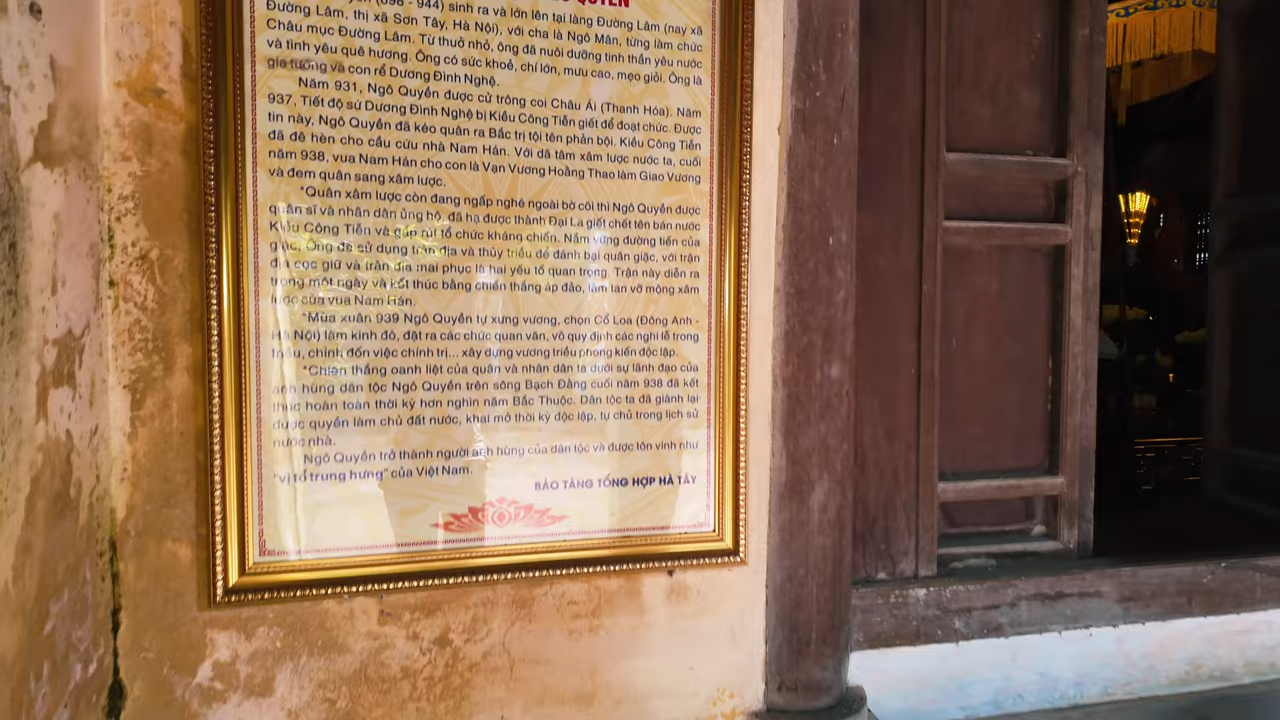 QUYỀN
(898 - 944) sinh ra và lớn lên tại làng Đường Lâm (nay xã
Đường Lâm, thị xã Sơn Tây, Hà Nội), với cha là Ngô Mân, từng làm chức
Châu mục Đường Lâm. Từ thuở nhỏ, ông đã nuôi dưỡng tinh thần yêu nước
và tình yêu quê hương. Ông có sức khoẻ, chí lớn, mưu cao, mẹo giỏi. Ông là
gia tướng và con rể Dương Đình Nghệ.
Năm 931, Ngô Quyền được cử trông coi Châu Ái (Thanh Hóa). Năm
937, Tiết độ sứ Dương Đình Nghệ bị Kiều Công Tiễn giết để đoạt chức. Được
tin này, Ngô Quyền đã kéo quân ra Bắc trị tội tên phản bội. Kiều Công Tiễn
đã đê hèn cho cầu cứu nhà Nam Hán. Với dã tâm xâm lược nước ta, cuối
năm 938, vua Nam Hán cho con là Vạn Vương Hoằng Thao làm Giao Vương
và đem quân sang xâm lược.
"Quân xâm lược còn đang ngấp nghé ngoài bờ cõi thì Ngô Quyền được
quân sĩ và nhân dân ủng hộ, đã hạ được thành Đại La giết chết tên bán nước
Kiều Công Tiễn và gấp rút tổ chức kháng chiến. Nắm vững đường tiến của
giặc, Ông đã sử dụng trận địa và thủy triều để đánh bại quân giặc, với trận
địa cọc giữ và trận địa mai phục là hai yếu tố quan trọng. Trận này diễn ra
trong một ngày và kết thúc bằng chiến thắng áp đảo, làm tan vỡ mộng xâm
lược của vua Nam Hán.
"Mùa xuân 939 Ngô Quyền tự xưng vương, chọn Cổ Loa (Đông Anh -
Hà Nội) làm kinh đô, đặt ra các chức quan văn, võ quy định các nghi lễ trong
triều, chỉnh đốn việc chính trị... xây dựng vương triều phong kiến độc lập.
"Chiến thắng oanh liệt của quân và nhân dân ta dưới sự lãnh đạo của
anh hùng dân tộc Ngô Quyền trên sông Bạch Đằng cuối năm 938 đã kết
thúc hoàn toàn thời kỳ hơn nghìn năm Bắc Thuộc. Dân tộc ta đã giành lại
được quyền làm chủ đất nước, khai mở thời kỳ độc lập, tự chủ trong lịch sử
nước nhà.
Ngô Quyền trở thành người anh hùng của dân tộc và được tôn vinh như
"vị tổ trung hưng" của Việt Nam.
BẢO TÀNG TỔNG HỢP HÀ TÂY